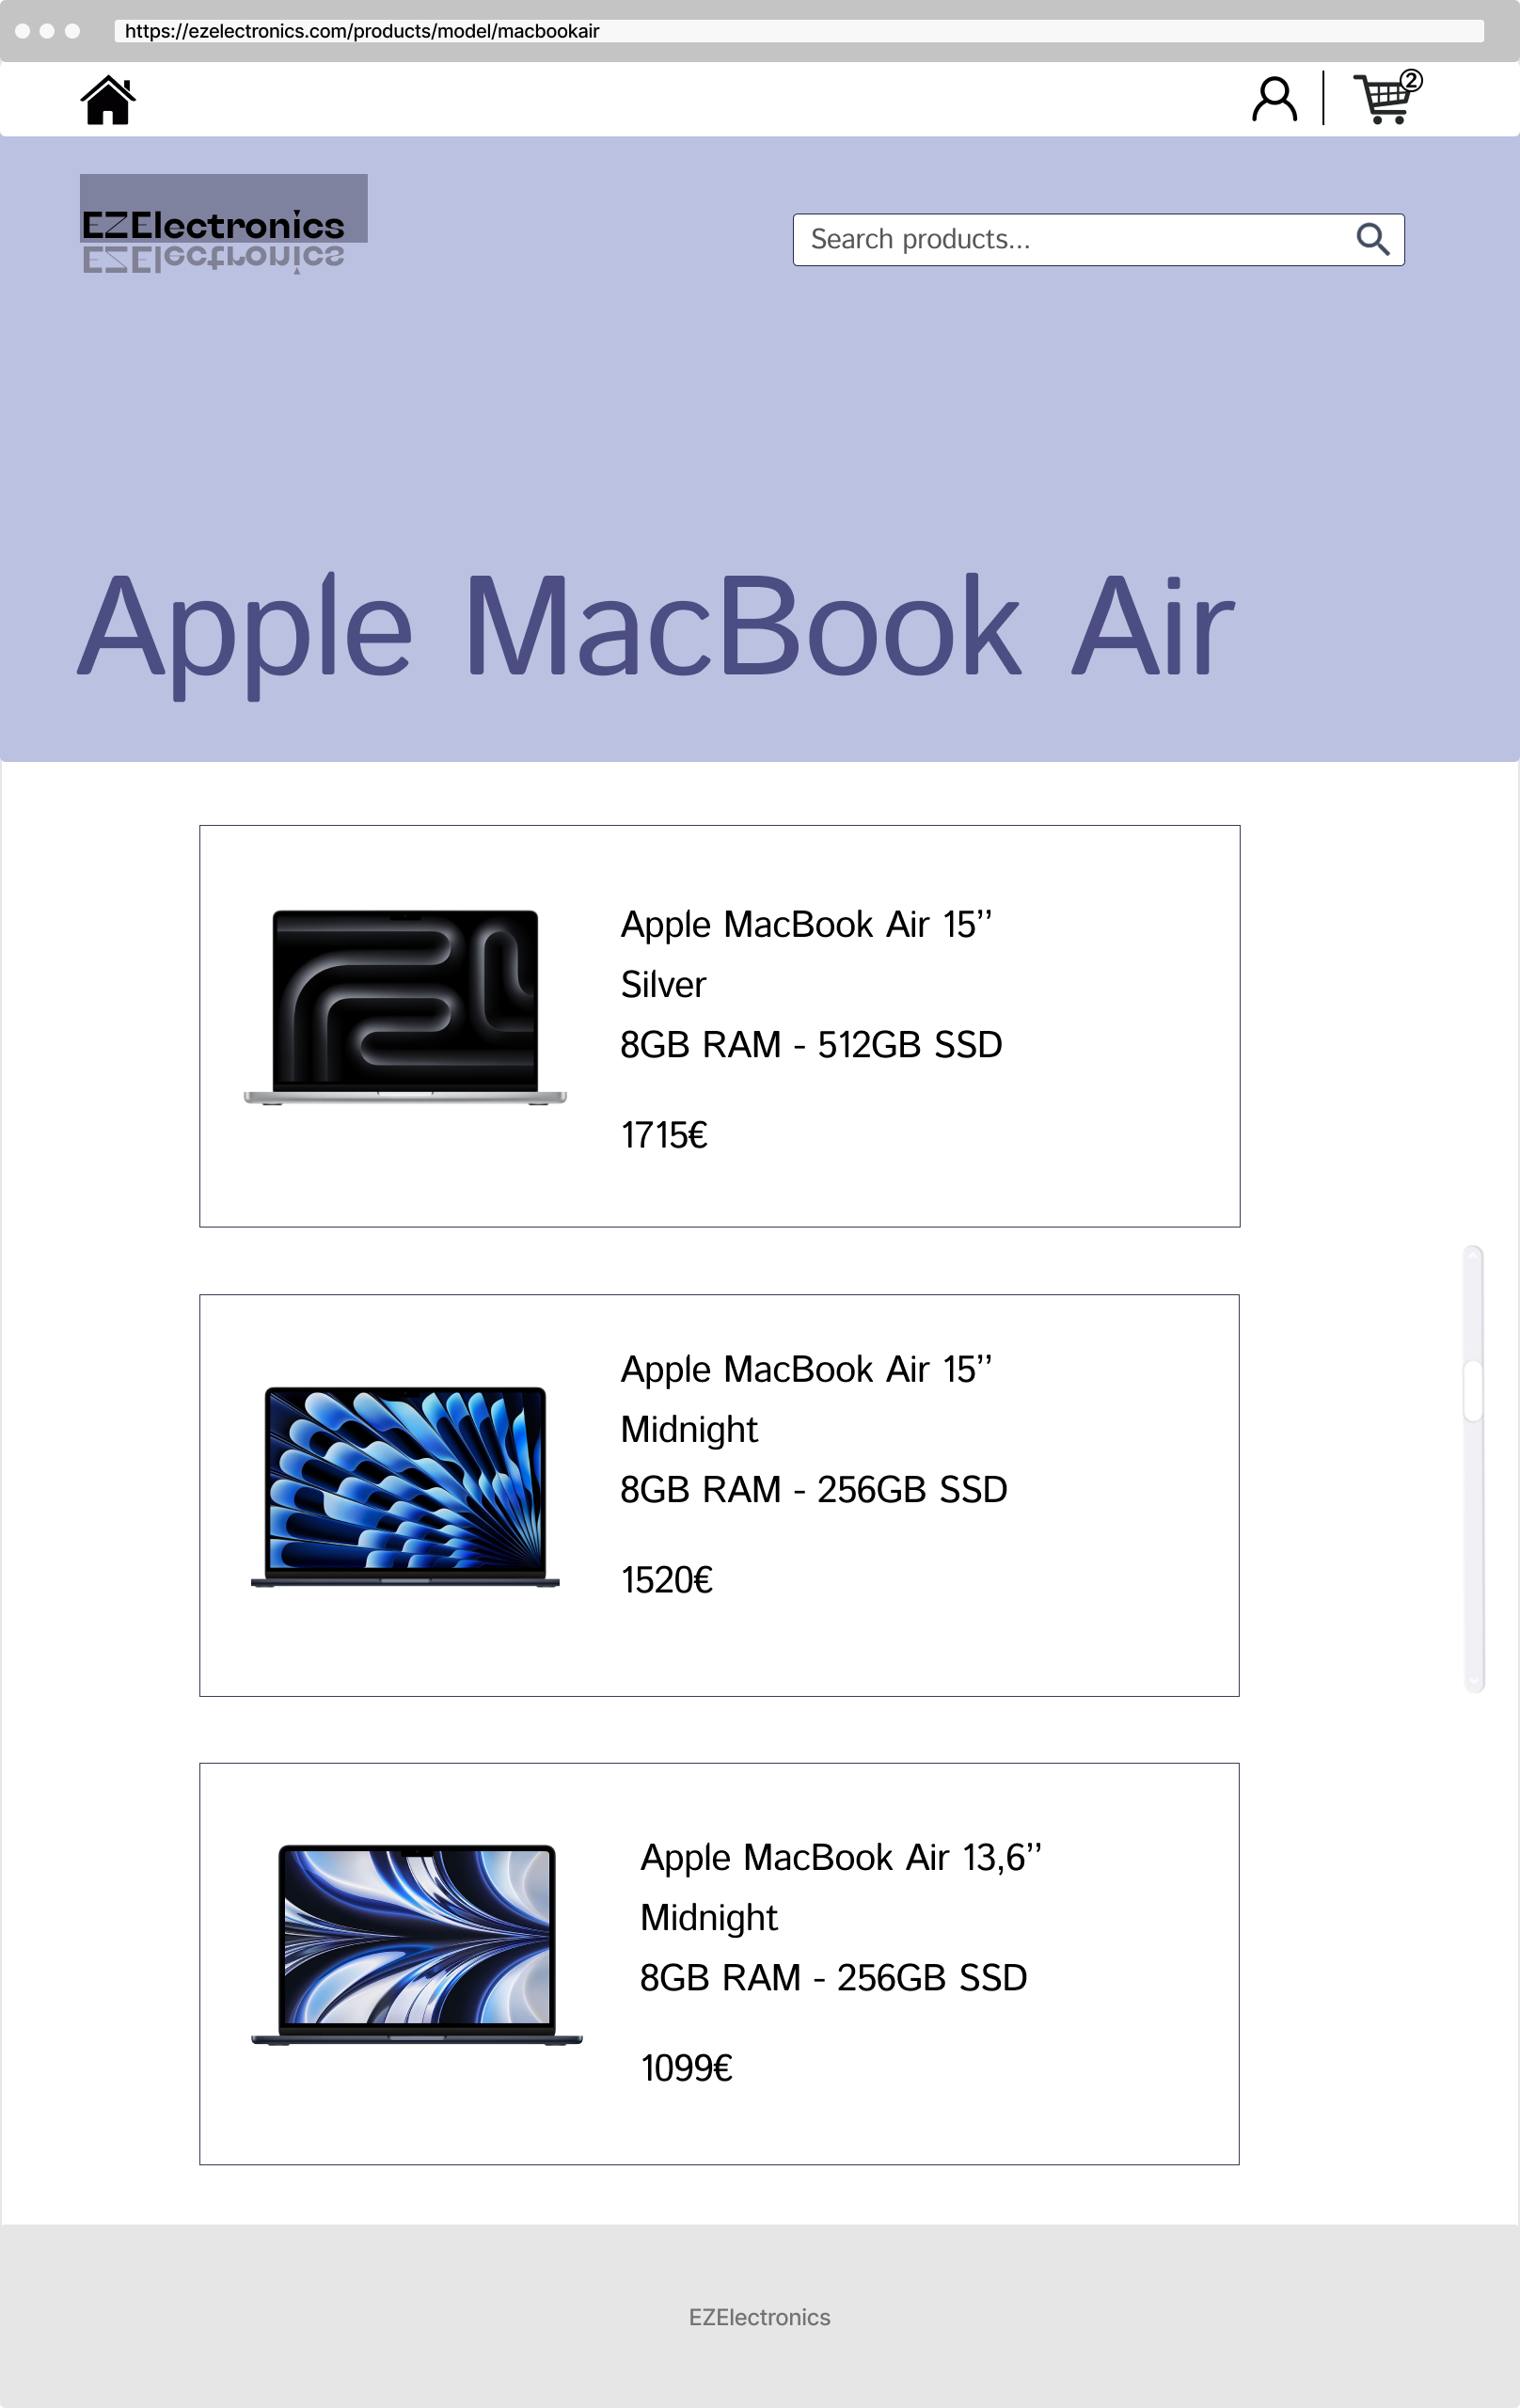 https://ezelectronics.com/products/model/macbookair
2
EZElectronics
EZElectronics
Search products...
Apple MacBook Air
Apple MacBook Air 15’’
Silver
8GB RAM - 512GB SSD
1715€
Apple MacBook Air 15’’
Midnight
8GB RAM - 256GB SSD
1520€
Apple MacBook Air 13,6’’
Midnight
8GB RAM - 256GB SSD
1099€
EZElectronics